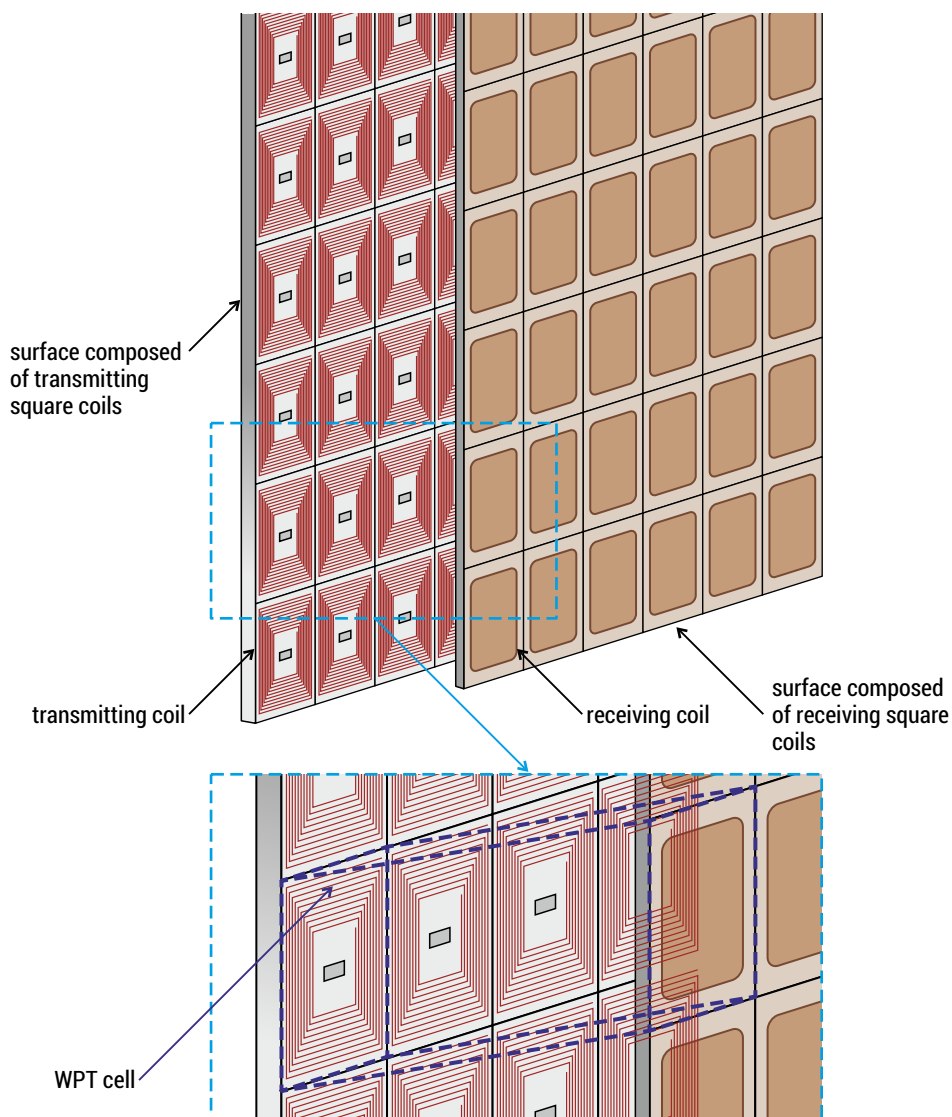 surface composed
of transmitting
square coils
transmitting coil
receiving coil
surface composed
of receiving square
coils
WPT cell